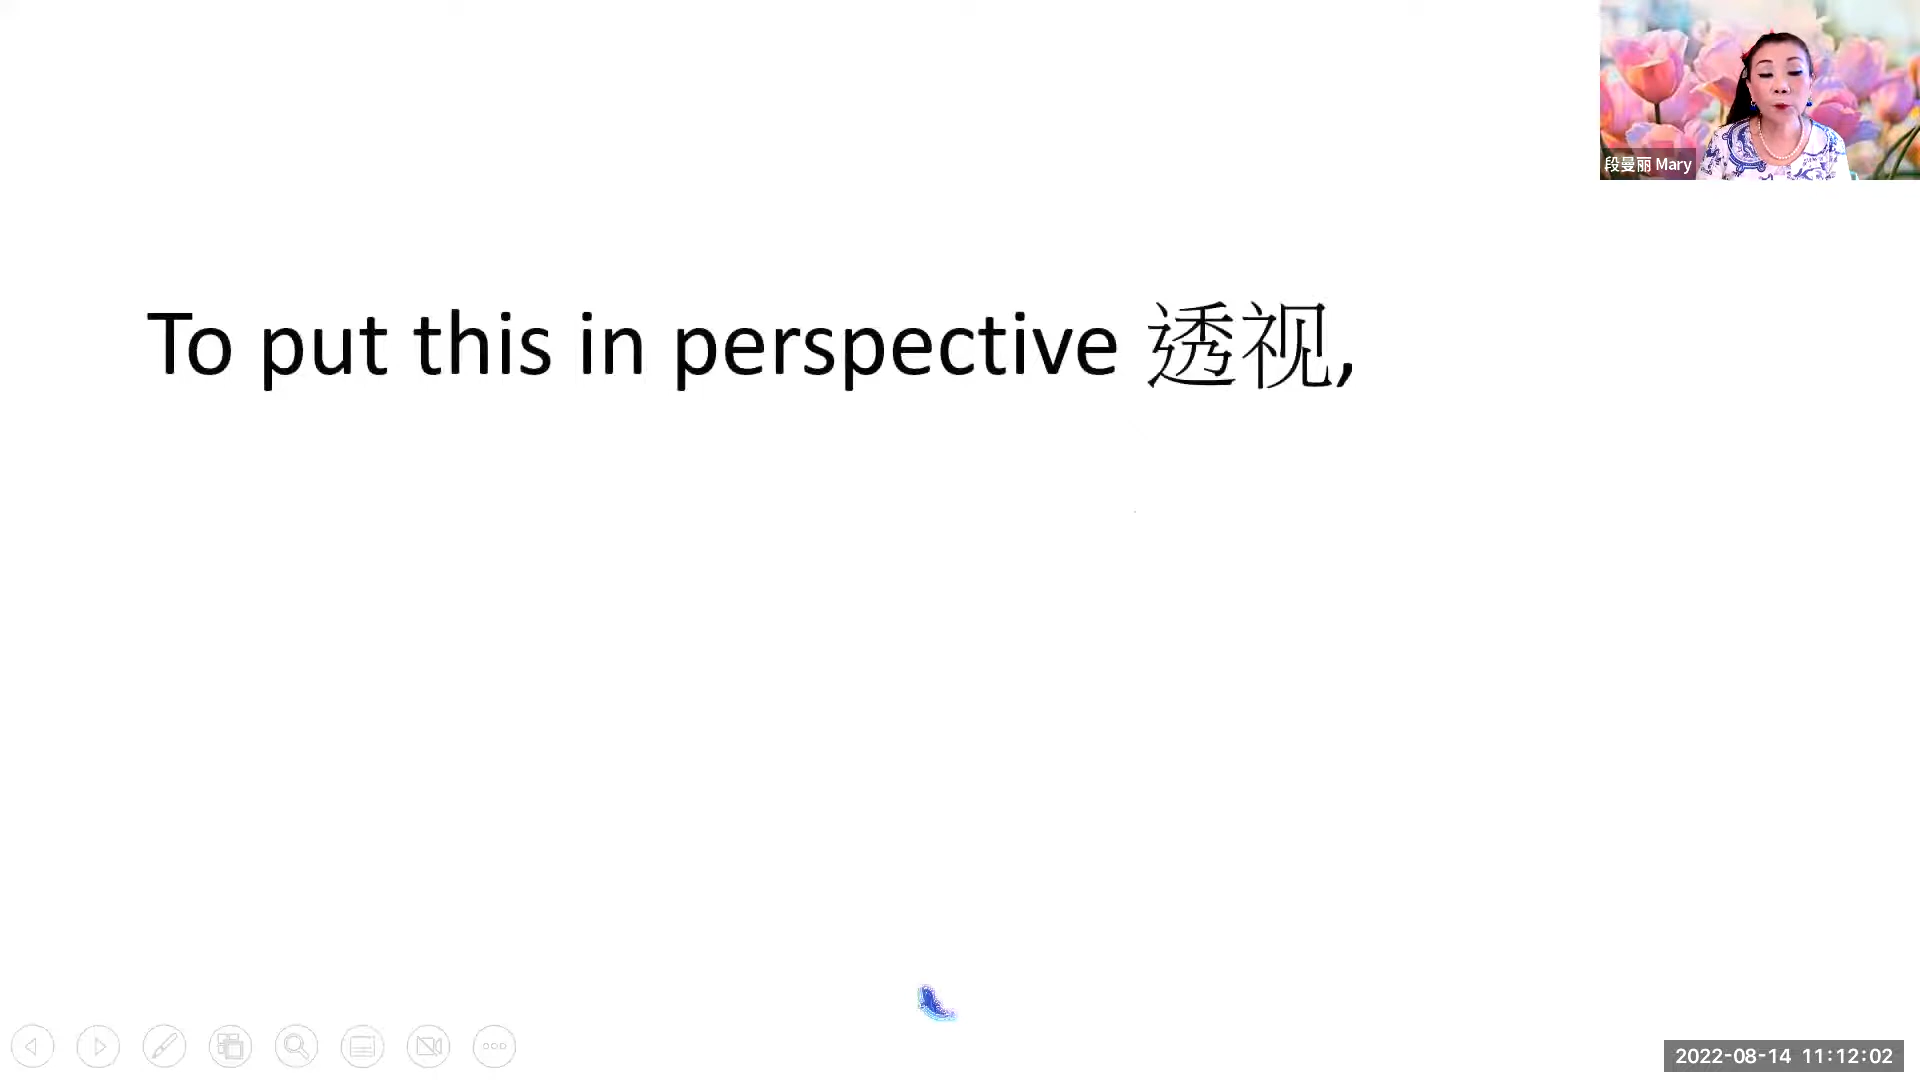 段曼丽 Mary
To put this in perspective 透视,
2022-08-14 11:12:02